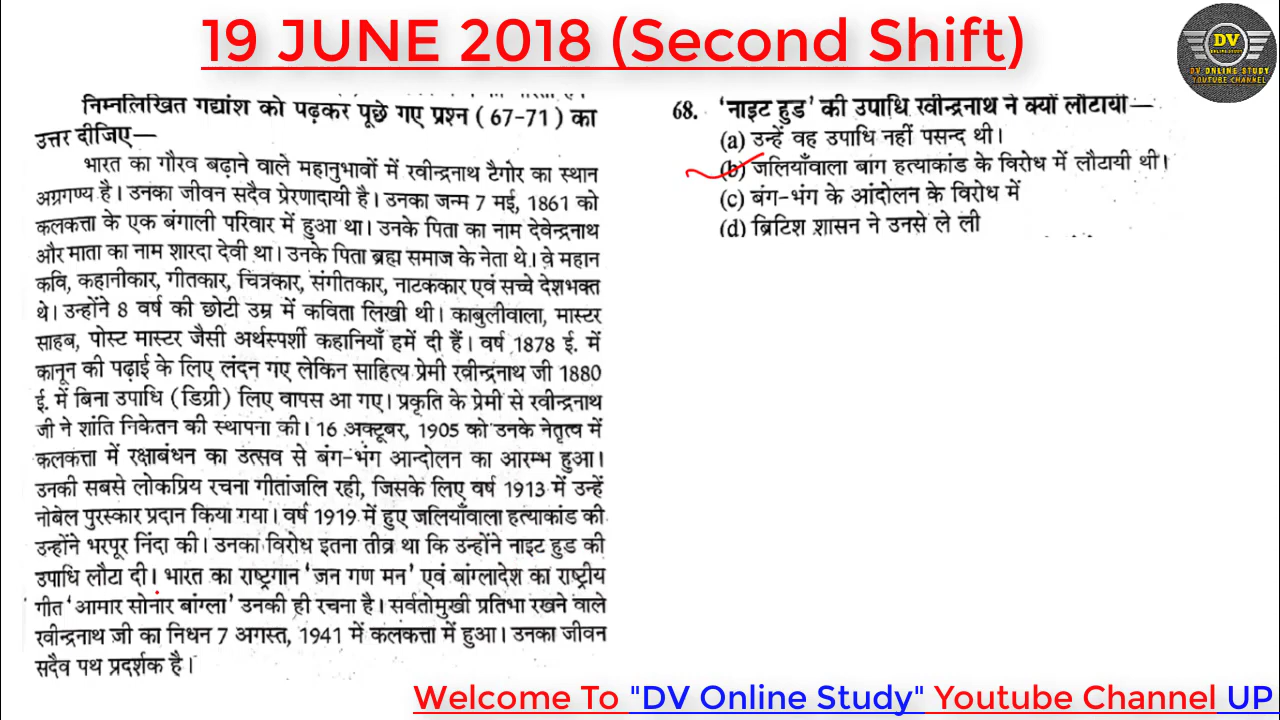 19 JUNE 2018 (Second Shift)
DV
ONLINE STUDY
DV ONLINE STUDY
YOUTUBE CHANNEL
निम्नलिखित गद्यांश को पढ़कर पूछे गए प्रश्न (67-71) का
उत्तर दीजिए—
भारत का गौरव बढ़ाने वाले महानुभावों में रवीन्द्रनाथ टैगोर का स्थान
अग्रगण्य है। उनका जीवन सदैव प्रेरणादायी है। उनका जन्म 7 मई, 1861 को
कलकत्ता के एक बंगाली परिवार में हुआ था। उनके पिता का नाम देवेन्द्रनाथ
और माता का नाम शारदा देवी था। उनके पिता ब्रह्म समाज के नेता थे। वे महान
कवि, कहानीकार, गीतकार, चित्रकार, संगीतकार, नाटककार एवं सच्चे देशभक्त
थे। उन्होंने 8 वर्ष की छोटी उम्र में कविता लिखी थी। काबुलीवाला, मास्टर
साहब, पोस्ट मास्टर जैसी अर्थस्पर्शी कहानियाँ हमें दी हैं। वर्ष 1878 ई. में
कानून की पढ़ाई के लिए लंदन गए लेकिन साहित्य प्रेमी रवीन्द्रनाथ जी 1880
ई. में बिना उपाधि (डिग्री) लिए वापस आ गए। प्रकृति के प्रेमी से रवीन्द्रनाथ
जी ने शांति निकेतन की स्थापना की। 16 अक्टूबर, 1905 को उनके नेतृत्व में
कलकत्ता में रक्षाबंधन का उत्सव से बंग-भंग आन्दोलन का आरम्भ हुआ।
उनकी सबसे लोकप्रिय रचना गीतांजलि रही, जिसके लिए वर्ष 1913 में उन्हें
नोबेल पुरस्कार प्रदान किया गया। वर्ष 1919 में हुए जलियाँवाला हत्याकांड की
उन्होंने भरपूर निंदा की। उनका विरोध इतना तीव्र था कि उन्होंने नाइट हुड की
उपाधि लौटा दी। भारत का राष्ट्रगान 'जन गण मन' एवं बांग्लादेश का राष्ट्रीय
गीत 'आमार सोनार बांग्ला' उनकी ही रचना है। सर्वतोमुखी प्रतिभा रखने वाले
रवीन्द्रनाथ जी का निधन 7 अगस्त, 1941 में कलकत्ता में हुआ। उनका जीवन
सदैव पथ प्रदर्शक है।
68. 'नाइट हुड' की उपाधि रवीन्द्रनाथ ने क्यों लौटायी—
(a) उन्हें वह उपाधि नहीं पसन्द थी।
(b) जलियाँवाला बाग हत्याकांड के विरोध में लौटायी थी।
(c) बंग-भंग के आंदोलन के विरोध में
(d) ब्रिटिश शासन ने उनसे ले ली
Welcome To "DV Online Study" Youtube Channel UP